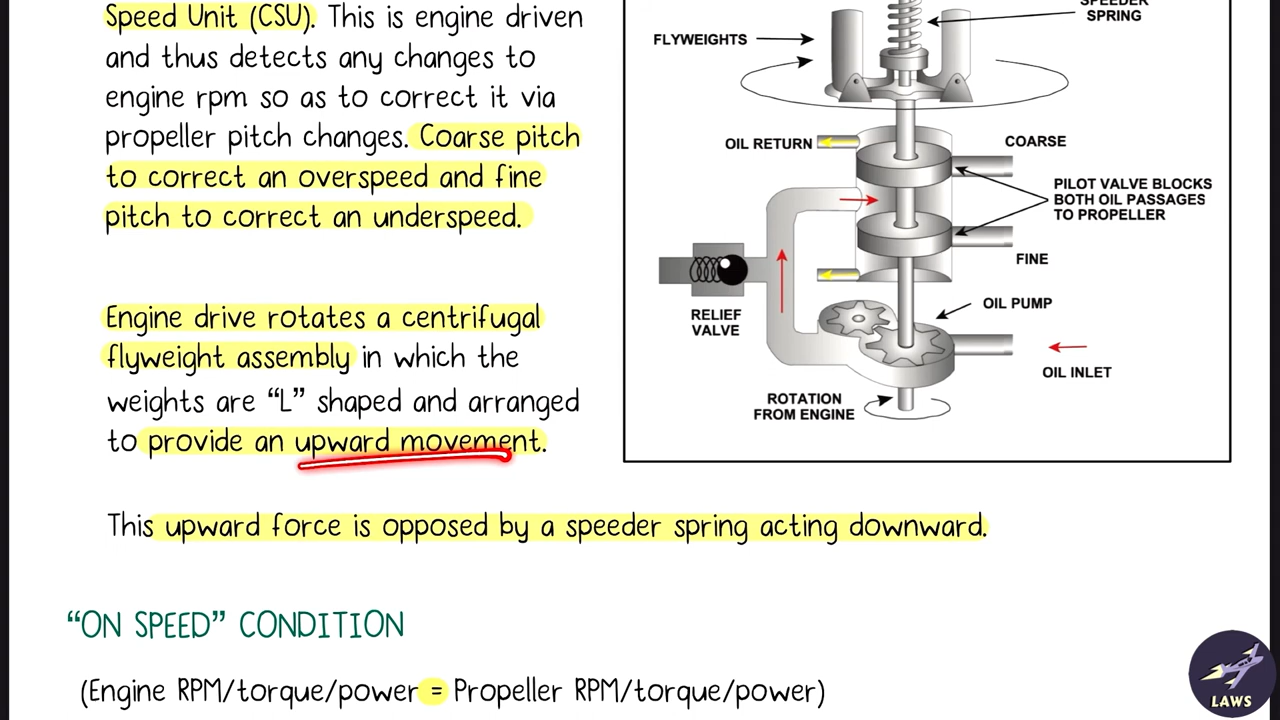 Speed Unit (CSU). This is engine driven
and thus detects any changes to
engine rpm so as to correct it via
propeller pitch changes. Coarse pitch
to correct an overspeed and fine
pitch to correct an underspeed.
Engine drive rotates a centrifugal
flyweight assembly in which the
weights are “L” shaped and arranged
to provide an upward movement.
SPEEDER
SPRING
FLYWEIGHTS
OIL RETURN
COARSE
PILOT VALVE BLOCKS
BOTH OIL PASSAGES
TO PROPELLER
FINE
RELIEF
VALVE
OIL PUMP
OIL INLET
ROTATION
FROM ENGINE
This upward force is opposed by a speeder spring acting downward.
“ON SPEED” CONDITION
(Engine RPM/torque/power = Propeller RPM/torque/power)
LAWS